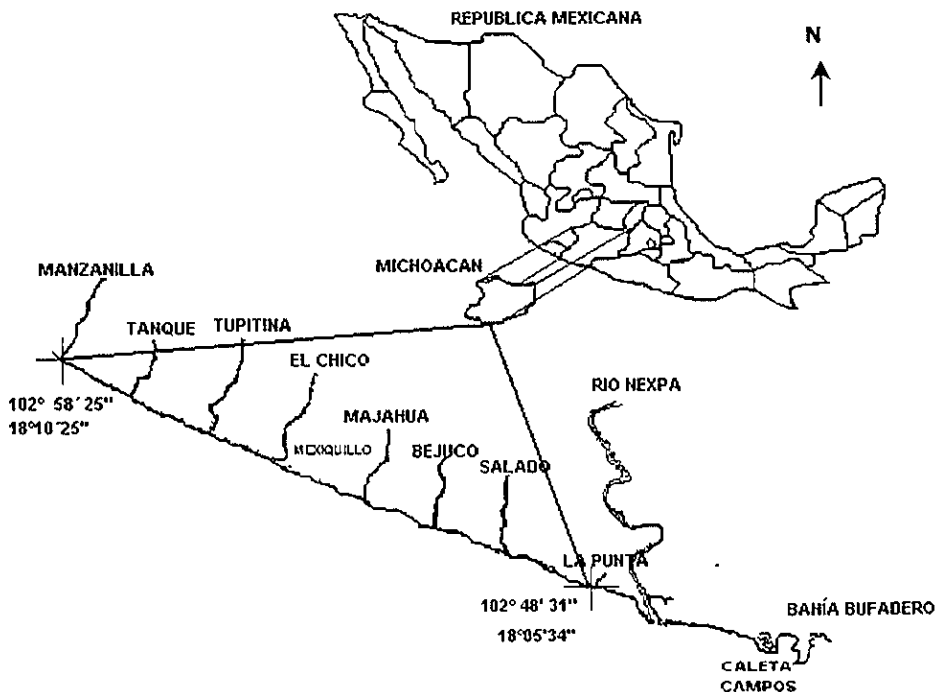 REPUBLICA MEXICANA
N
MICHOACAN
MANZANILLA
TANQUE
TUPITINA
EL CHICO
RIO NEXPA
102° 58´25"
18°10´25"
MAJAHUA
MEXIQUILLO
BEJUCO
SALADO
LA PUNTA
102° 48' 31"
18°05'34"
BAHÍA BUFADERO
CALETA
CAMPOS